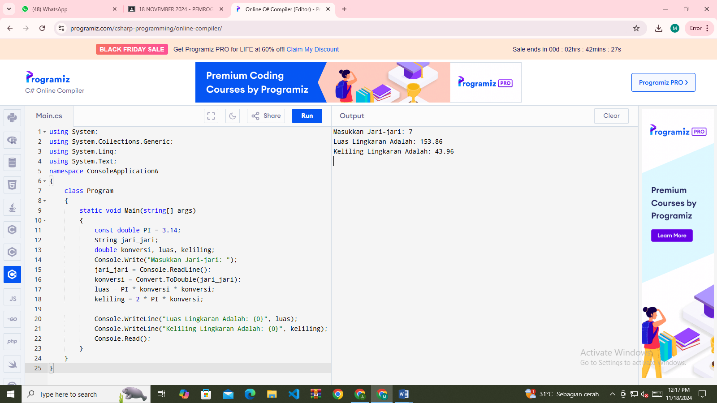 (48) WhatsApp
18 NOVEMBER 2024 - PEMRO
Online C# Compiler (Editor) - P
programiz.com/csharp-programming/online-compiler/
Error
BLACK FRIDAY SALE Get Programiz PRO for LIFE at 60% off! Claim My Discount
Sale ends in 00d : 02hrs : 42mins : 27s
Programiz
C# Online Compiler
Premium Coding
Courses by Programiz
Programiz PRO
Programiz PRO >
Main.cs
Share
Run
Output
Clear
1 using System;
2 using System.Collections.Generic;
3 using System.Linq;
4 using System.Text;
5 namespace ConsoleApplication6
6 {
7 class Program
8 {
9 static void Main(string[] args)
10 {
11 const double PI = 3.14;
12 String jari_jari;
13 double konversi, luas, keliling;
14 Console.Write("Masukkan Jari-jari: ");
15 jari_jari = Console.ReadLine();
16 konversi = Convert.ToDouble(jari_jari);
17 luas = PI * konversi * konversi;
18 keliling = 2 * PI * konversi;
19
20 Console.WriteLine("Luas Lingkaran Adalah: {0}", luas);
21 Console.WriteLine("Keliling Lingkaran Adalah: {0}", keliling);
22 Console.Read();
23 }
24 }
25 }
Masukkan Jari-jari: 7
Luas Lingkaran Adalah: 153.86
Keliling Lingkaran Adalah: 43.96
JS
GO
php
Programiz PRO
Premium
Courses by
Programiz
Learn More
Activate Windows
Go to Settings to activate Windows.
Type here to search
31°C Sebagian cerah
12:17 PM
11/18/2024